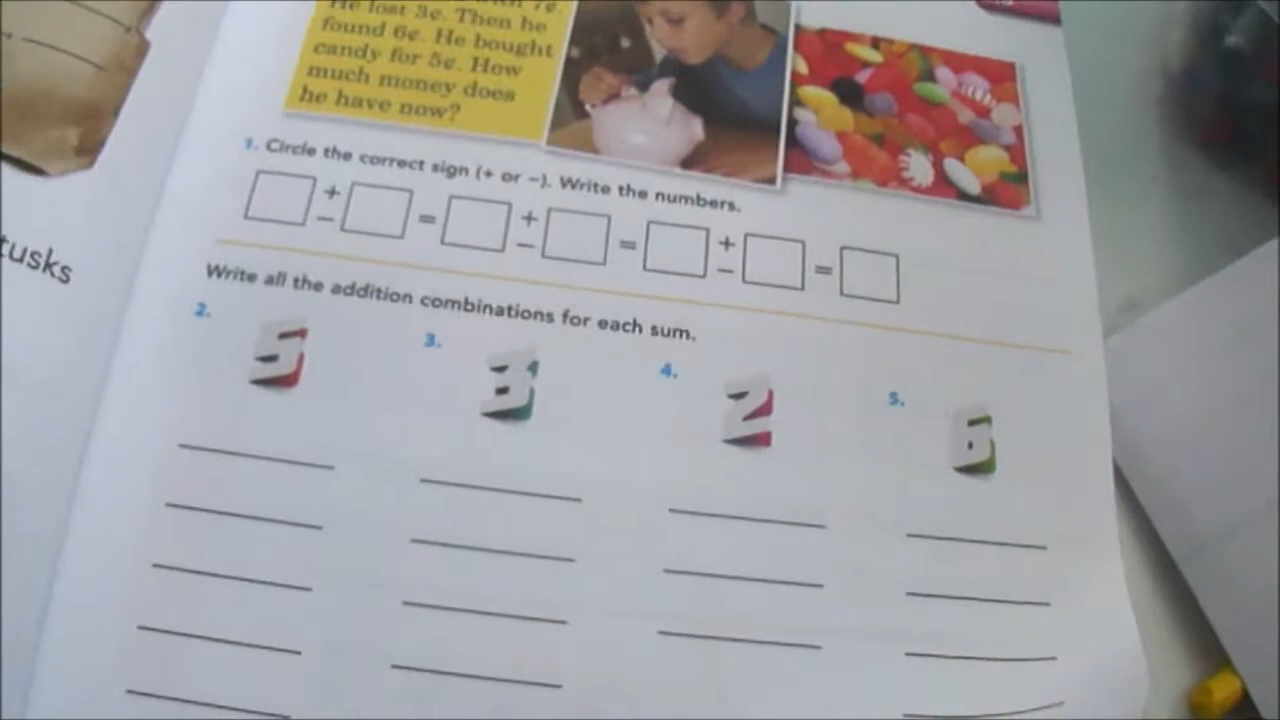 7¢.
He lost 3¢. Then he
found 6¢. He bought
candy for 5¢. How
much money does
he have now?
1. Circle the correct sign (+ or −). Write the numbers.
+ − = + − = + − =
Write all the addition combinations for each sum.
2. 3. 4. 5.
5 3 2 6
tusks